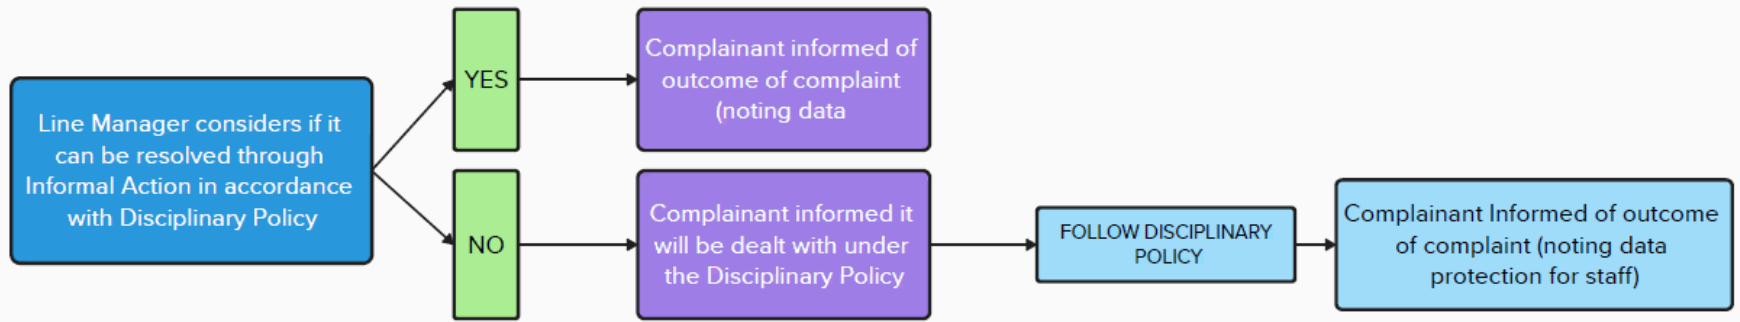 Line Manager considers if it
can be resolved through
Informal Action in accordance
with Disciplinary Policy
YES
Complainant informed of
outcome of complaint
(noting data
NO
Complainant informed it
will be dealt with under
the Disciplinary Policy
FOLLOW DISCIPLINARY
POLICY
Complainant Informed of outcome
of complaint (noting data
protection for staff)